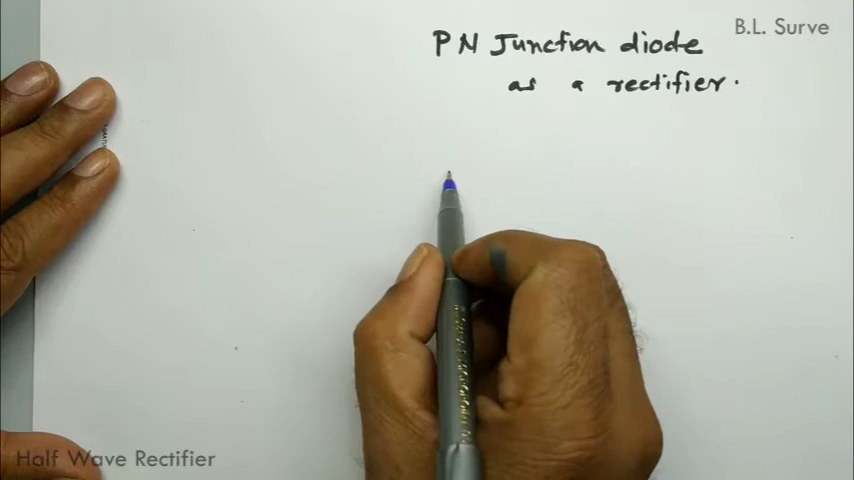 B.L. Surve
PN Junction diode
as a rectifier.
Half Wave Rectifier